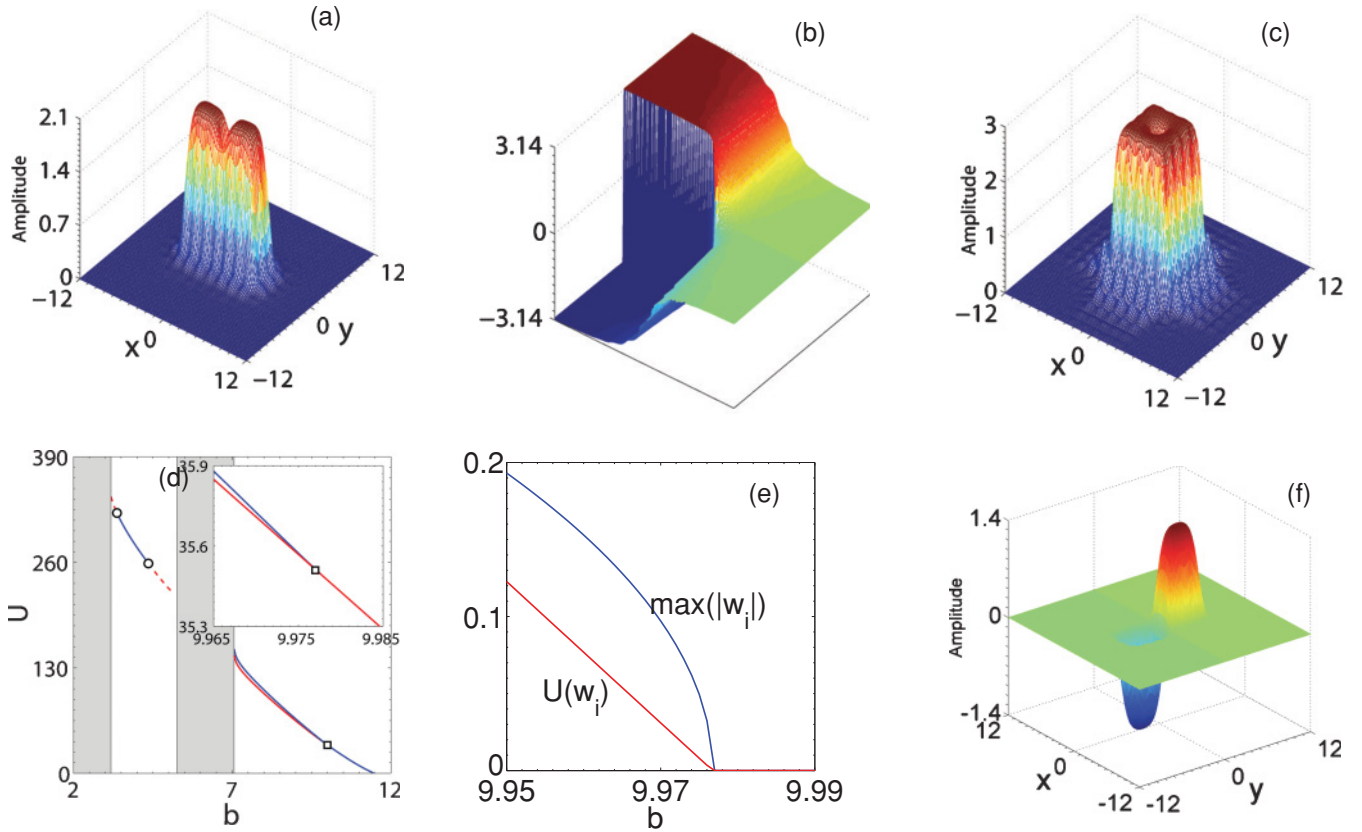 (a)
2.1
1.4
0.7
0
Amplitude
−12
x 0
12
−12
0 y
12
(b)
3.14
0
−3.14
(c)
3
2
1
0
Amplitude
−12
x 0
12
−12
0 y
12
(d)
390
260
130
0
U
2
7
12
b
35.9
35.6
35.3
9.965
9.975
9.985
(e)
0.2
0.1
0
max(|w_i|)
U(w_i)
9.95
9.97
9.99
b
(f)
1.4
0
-1.4
Amplitude
12
x 0
-12
-12
0 y
12